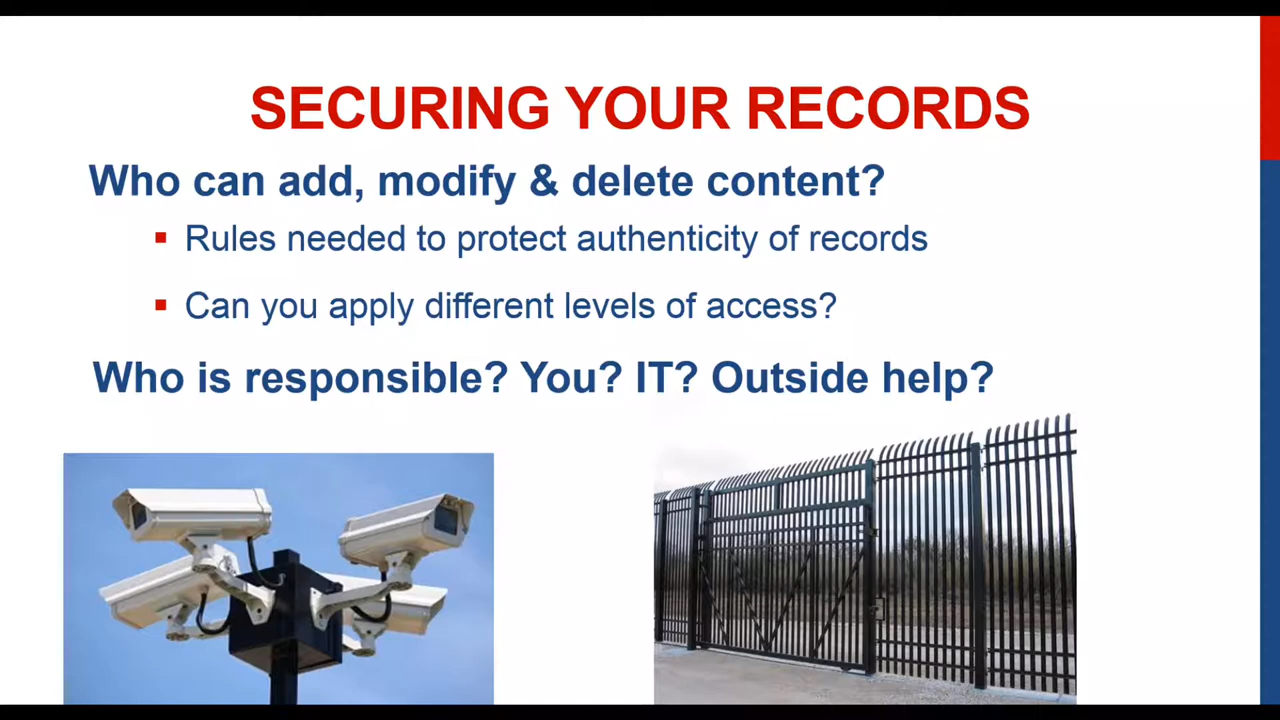 SECURING YOUR RECORDS
Who can add, modify & delete content?
Rules needed to protect authenticity of records
Can you apply different levels of access?
Who is responsible? You? IT? Outside help?